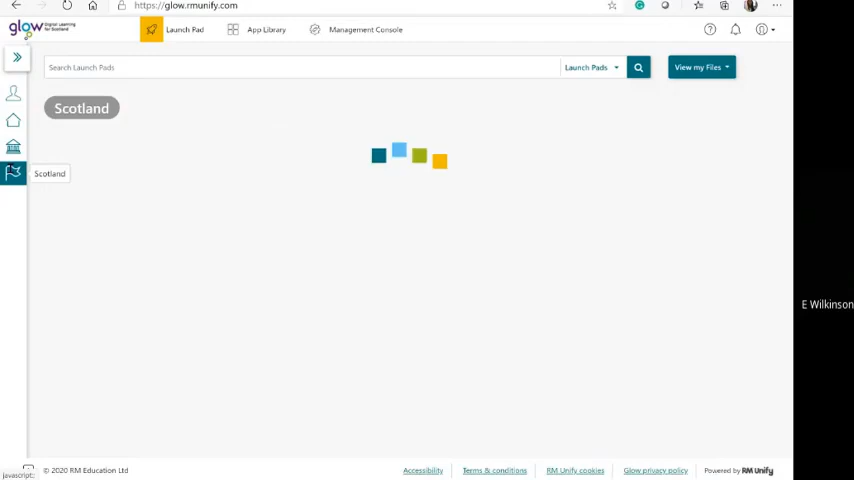 https://glow.rmunify.com
glow Digital Learning for Scotland
Launch Pad
App Library
Management Console
Search Launch Pads
Launch Pads
View my Files
Scotland
Scotland
E Wilkinson
javascript:
© 2020 RM Education Ltd
Accessibility
Terms & conditions
RM Unify cookies
Glow privacy policy
Powered by RM Unify